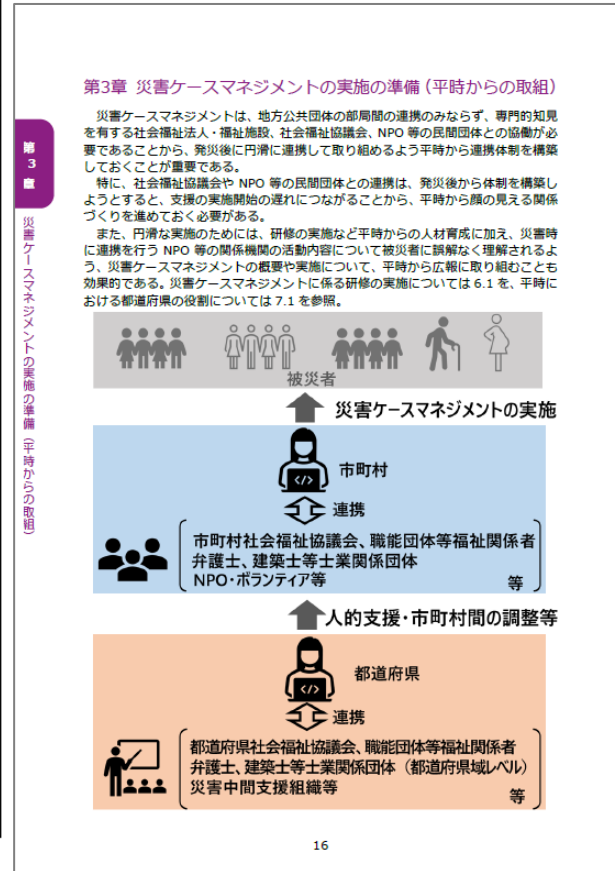 第3章 災害ケースマネジメントの実施の準備（平時からの取組）
災害ケースマネジメントは、地方公共団体の部局間の連携のみならず、専門的知見
を有する社会福祉法人・福祉施設、社会福祉協議会、NPO 等の民間団体との協働が必
要であることから、発災後に円滑に連携して取り組めるよう平時から連携体制を構築
しておくことが重要である。
特に、社会福祉協議会や NPO 等の民間団体との連携は、発災後から体制を構築し
ようとすると、支援の実施開始の遅れにつながることから、平時から顔の見える関係
づくりを進めておく必要がある。
また、円滑な実施のためには、研修の実施など平時からの人材育成に加え、災害時
に連携を行う NPO 等の関係機関の活動内容について被災者に誤解なく理解されるよ
う、災害ケースマネジメントの概要や実施について、平時から広報に取り組むことも
効果的である。災害ケースマネジメントに係る研修の実施については 6.1 を、平時に
おける都道府県の役割については 7.1 を参照。
第3章
災害ケースマネジメントの実施の準備（平時からの取組）
被災者
災害ケースマネジメントの実施
市町村
連携
市町村社会福祉協議会、職能団体等福祉関係者
弁護士、建築士等士業関係団体
NPO・ボランティア等
等
人的支援・市町村間の調整等
都道府県
連携
都道府県社会福祉協議会、職能団体等福祉関係者
弁護士、建築士等士業関係団体（都道府県域レベル）
災害中間支援組織等
等
16